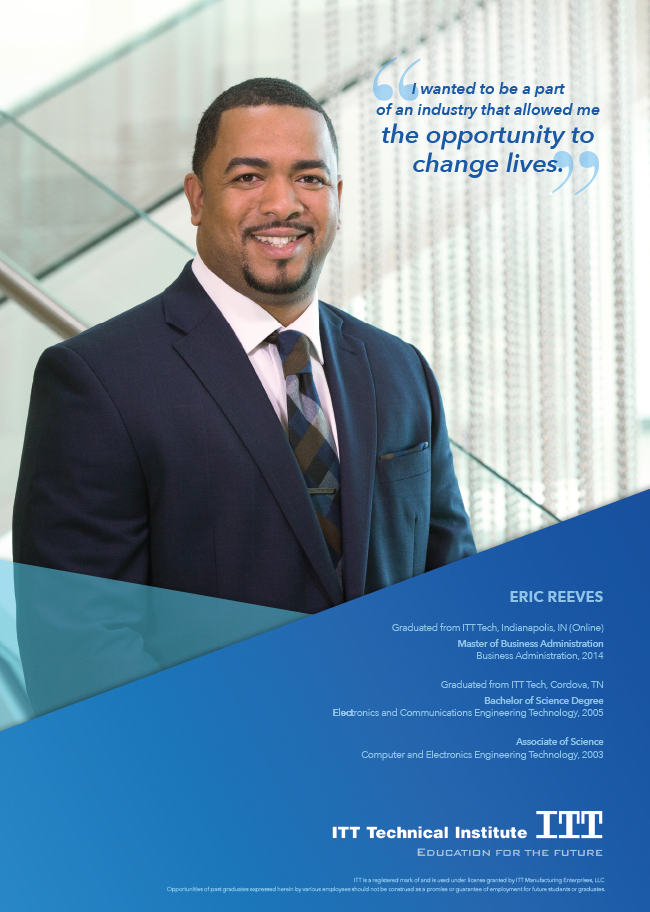 “I wanted to be a part
of an industry that allowed me
the opportunity to
change lives.”
ERIC REEVES
Graduated from ITT Tech, Indianapolis, IN (Online)
Master of Business Administration
Business Administration, 2014
Graduated from ITT Tech, Cordova, TN
Bachelor of Science Degree
Electronics and Communications Engineering Technology, 2005
Associate of Science
Computer and Electronics Engineering Technology, 2003
ITT Technical Institute ITT
EDUCATION FOR THE FUTURE
ITT is a registered mark of and is used under license granted by ITT Manufacturing Enterprises, LLC
Opportunities of past graduates expressed herein by various employees should not be construed as a promise or guarantee of employment for future students or graduates.